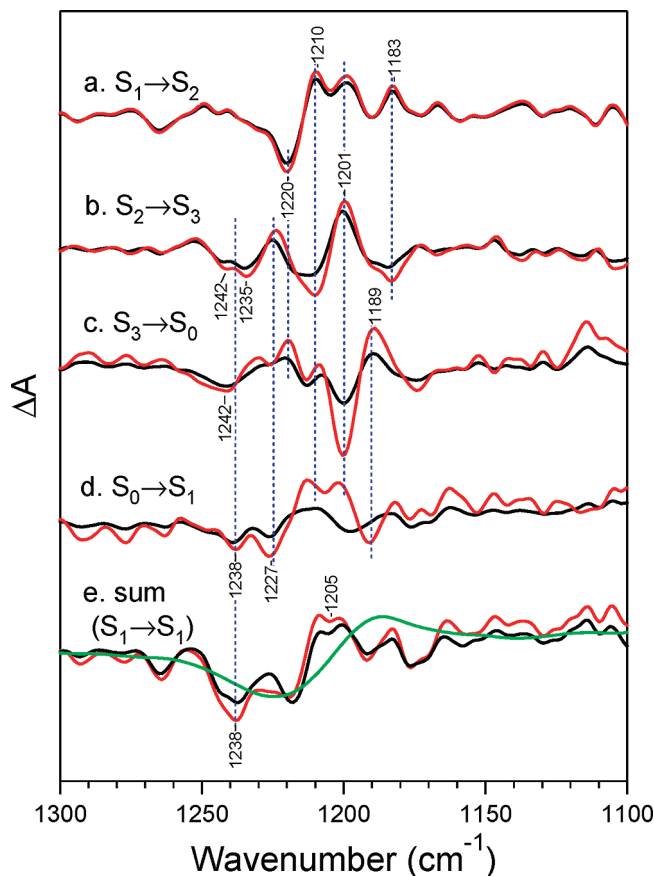 1210
1183
a. S₁→S₂
1220
1201
b. S₂→S₃
1242
1235
1189
c. S₃→S₀
1242
d. S₀→S₁
1238
1227
e. sum
1205
(S₁→S₁)
1238
ΔA
1300 1250 1200 1150 1100
Wavenumber (cm⁻¹)